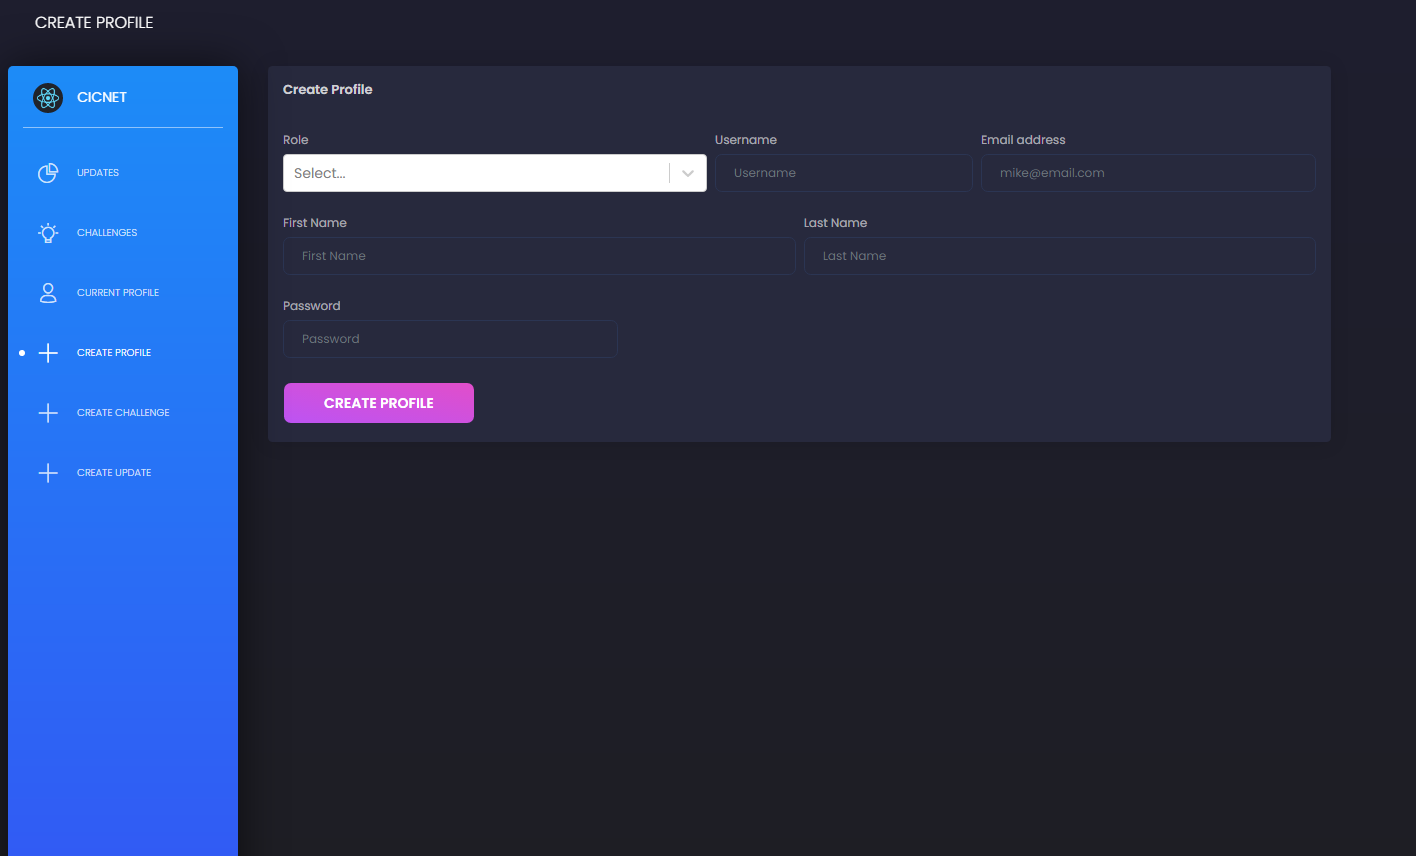 CREATE PROFILE
CICNET
UPDATES
CHALLENGES
CURRENT PROFILE
CREATE PROFILE
CREATE CHALLENGE
CREATE UPDATE
Create Profile
Role
Username
Email address
Select...
Username
mike@email.com
First Name
Last Name
First Name
Last Name
Password
Password
CREATE PROFILE